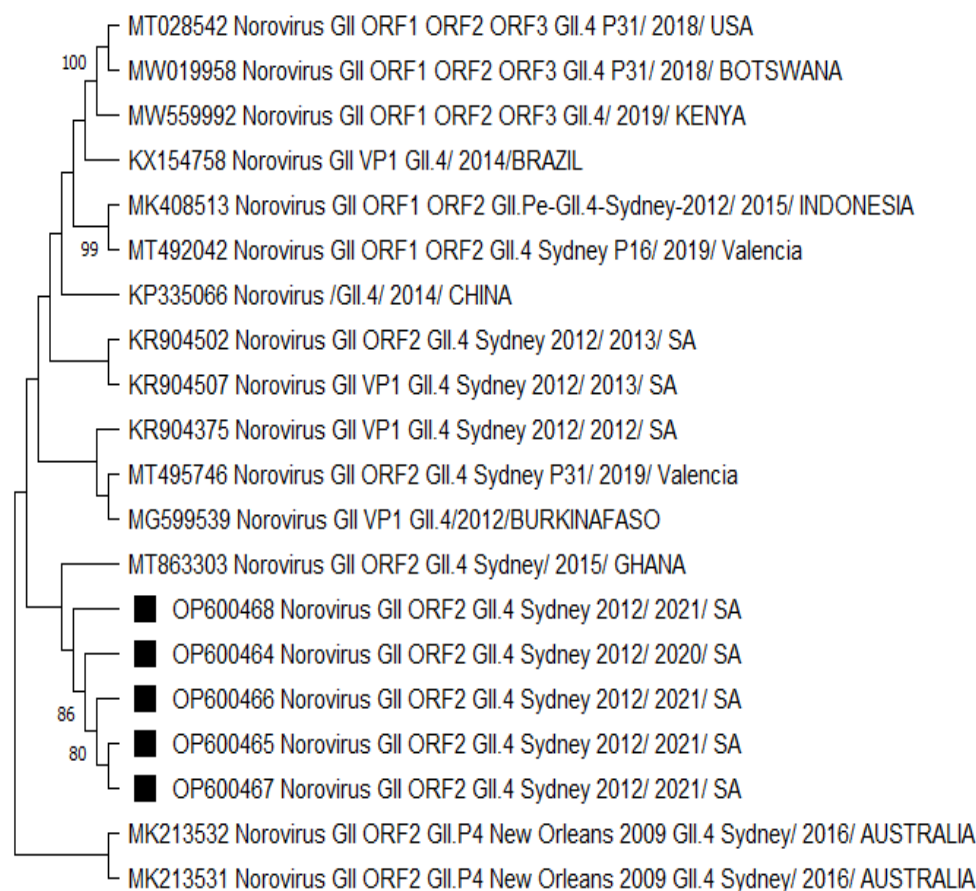 MT028542 Norovirus GII ORF1 ORF2 ORF3 GII.4 P31/ 2018/ USA
100
MW019958 Norovirus GII ORF1 ORF2 ORF3 GII.4 P31/ 2018/ BOTSWANA
MW559992 Norovirus GII ORF1 ORF2 ORF3 GII.4/ 2019/ KENYA
KX154758 Norovirus GII VP1 GII.4/ 2014/BRAZIL
MK408513 Norovirus GII ORF1 ORF2 GII.Pe-GII.4-Sydney-2012/ 2015/ INDONESIA
99
MT492042 Norovirus GII ORF1 ORF2 GII.4 Sydney P16/ 2019/ Valencia
KP335066 Norovirus /GII.4/ 2014/ CHINA
KR904502 Norovirus GII ORF2 GII.4 Sydney 2012/ 2013/ SA
KR904507 Norovirus GII VP1 GII.4 Sydney 2012/ 2013/ SA
KR904375 Norovirus GII VP1 GII.4 Sydney 2012/ 2012/ SA
MT495746 Norovirus GII ORF2 GII.4 Sydney P31/ 2019/ Valencia
MG599539 Norovirus GII VP1 GII.4/2012/BURKINAFASO
MT863303 Norovirus GII ORF2 GII.4 Sydney/ 2015/ GHANA
OP600468 Norovirus GII ORF2 GII.4 Sydney 2012/ 2021/ SA
OP600464 Norovirus GII ORF2 GII.4 Sydney 2012/ 2020/ SA
OP600466 Norovirus GII ORF2 GII.4 Sydney 2012/ 2021/ SA
86
OP600465 Norovirus GII ORF2 GII.4 Sydney 2012/ 2021/ SA
80
OP600467 Norovirus GII ORF2 GII.4 Sydney 2012/ 2021/ SA
MK213532 Norovirus GII ORF2 GII.P4 New Orleans 2009 GII.4 Sydney/ 2016/ AUSTRALIA
MK213531 Norovirus GII ORF2 GII.P4 New Orleans 2009 GII.4 Sydney/ 2016/ AUSTRALIA